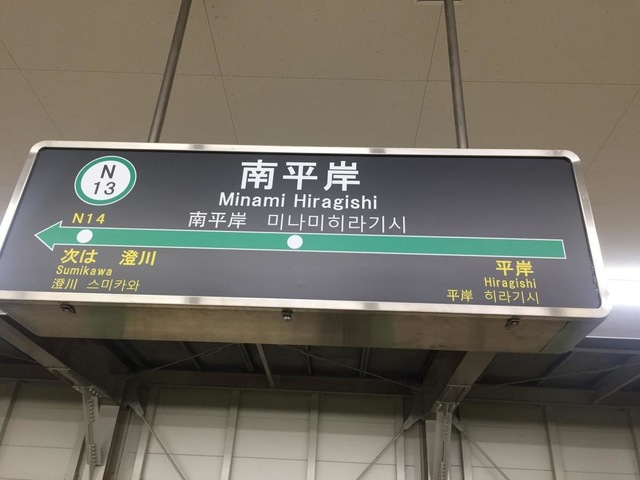 N
13
南平岸
Minami Hiragishi
南平岸 미나미히라기시
N14
次は 澄川
Sumikawa
澄川 스미카와
平岸
Hiragishi
平岸 히라기시